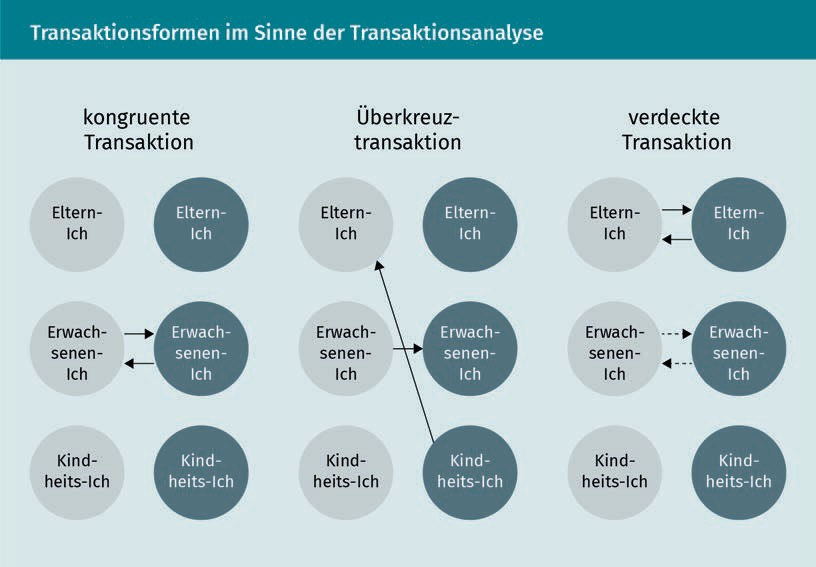 Transaktionsformen im Sinne der Transaktionsanalyse
kongruente
Transaktion
Eltern-
Ich
Eltern-
Ich
Erwach-
senen-
Ich
Erwach-
senen-
Ich
Kind-
heits-Ich
Kind-
heits-Ich
Überkreuz-
transaktion
Eltern-
Ich
Eltern-
Ich
Erwach-
senen-
Ich
Erwach-
senen-
Ich
Kind-
heits-Ich
Kind-
heits-Ich
verdeckte
Transaktion
Eltern-
Ich
Eltern-
Ich
Erwach-
senen-
Ich
Erwach-
senen-
Ich
Kind-
heits-Ich
Kind-
heits-Ich